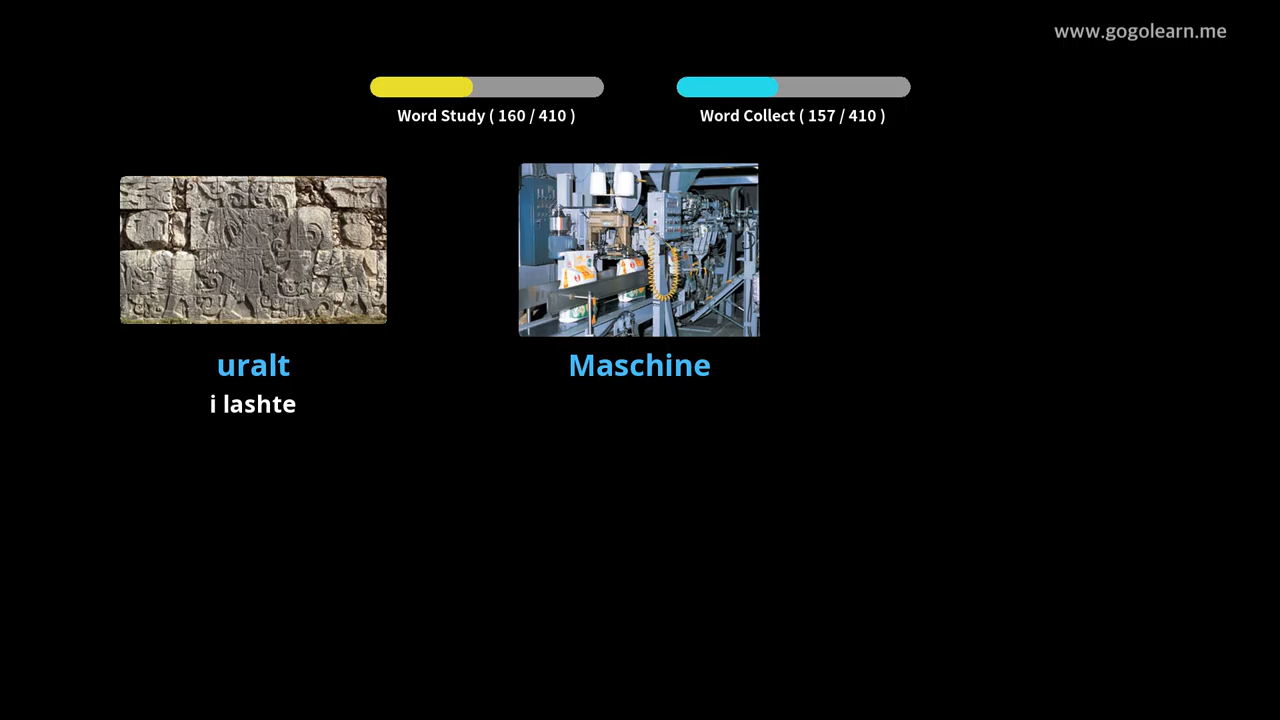 www.gogolearn.me
Word Study ( 160 / 410 )
Word Collect ( 157 / 410 )
uralt
Maschine
i lashte